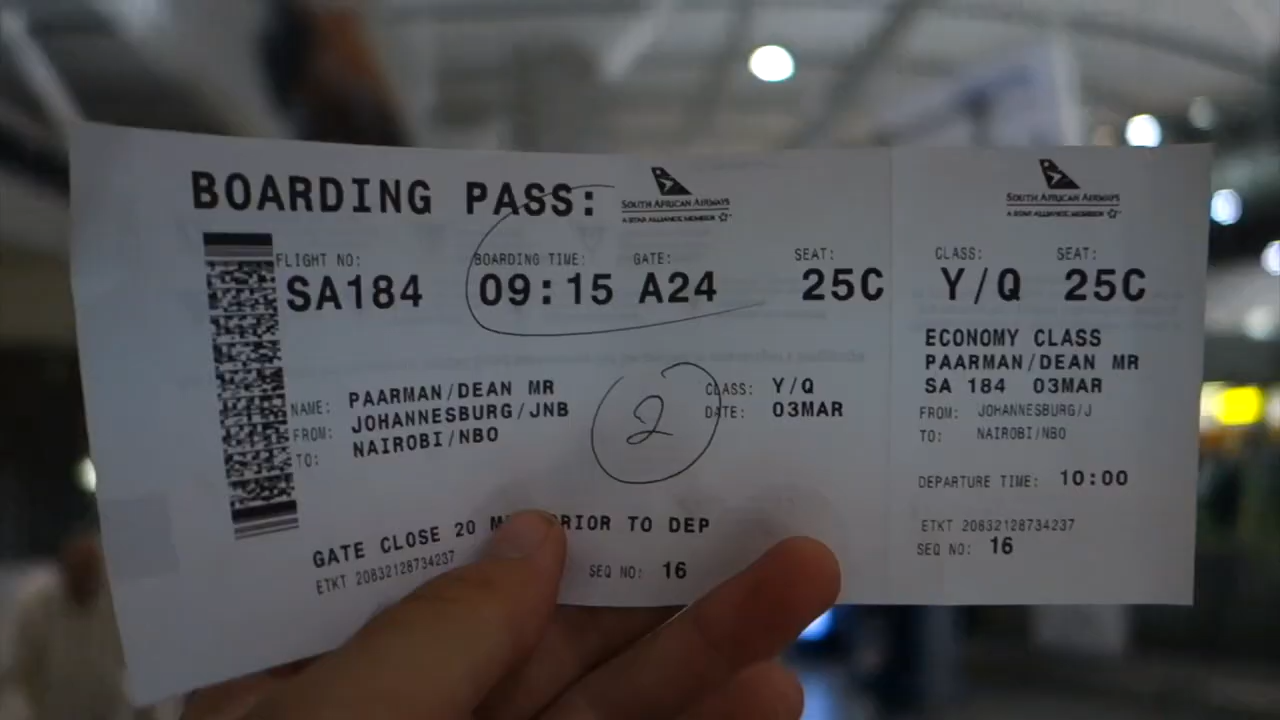 BOARDING PASS:
SOUTH AFRICAN AIRWAYS
A STAR ALLIANCE MEMBER
FLIGHT NO: BOARDING TIME: GATE: SEAT:
SA184 09:15 A24 25C
NAME: PAARMAN/DEAN MR
FROM: JOHANNESBURG/JNB
TO: NAIROBI/NBO
2
CLASS: Y/Q
DATE: 03MAR
GATE CLOSE 20 PRIOR TO DEP
ETKT 20832128734237
SEQ NO: 16
SOUTH AFRICAN AIRWAYS
A STAR ALLIANCE MEMBER
CLASS: SEAT:
Y/Q 25C
ECONOMY CLASS
PAARMAN/DEAN MR
SA 184 03MAR
FROM: JOHANNESBURG/J
TO: NAIROBI/NBO
DEPARTURE TIME: 10:00
ETKT 20832128734237
SEQ NO: 16